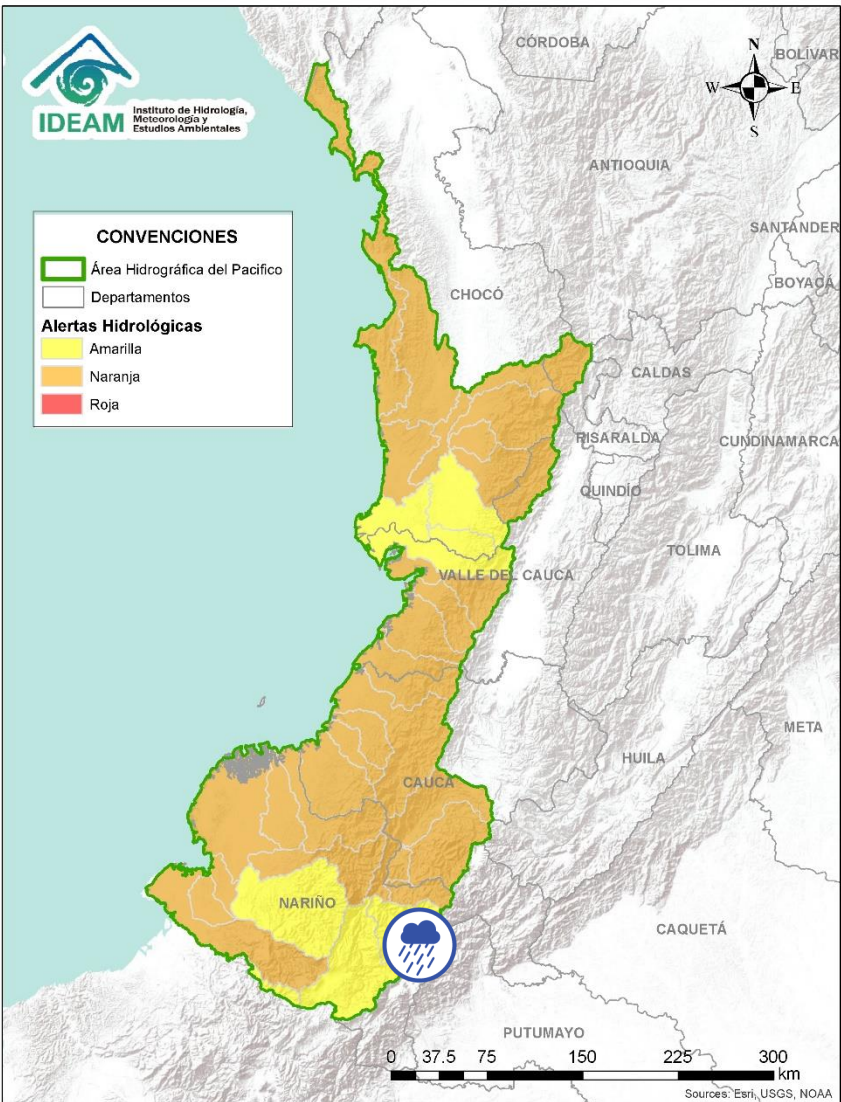 CÓRDOBA
N
BOLÍVAR
W
E
S
IDEAM
Instituto de Hidrología,
Meteorología y
Estudios Ambientales
ANTIOQUIA
SANTANDER
CONVENCIONES
Área Hidrográfica del Pacifico
Departamentos
Alertas Hidrológicas
Amarilla
Naranja
Roja
BOYACÁ
CHOCÓ
CALDAS
RISARALDA
CUNDINAMARCA
QUINDÍO
TOLIMA
VALLE DEL CAUCA
META
HUILA
CAUCA
NARIÑO
CAQUETÁ
PUTUMAYO
0 37.5 75 150 225 300
km
Sources: Esri, USGS, NOAA